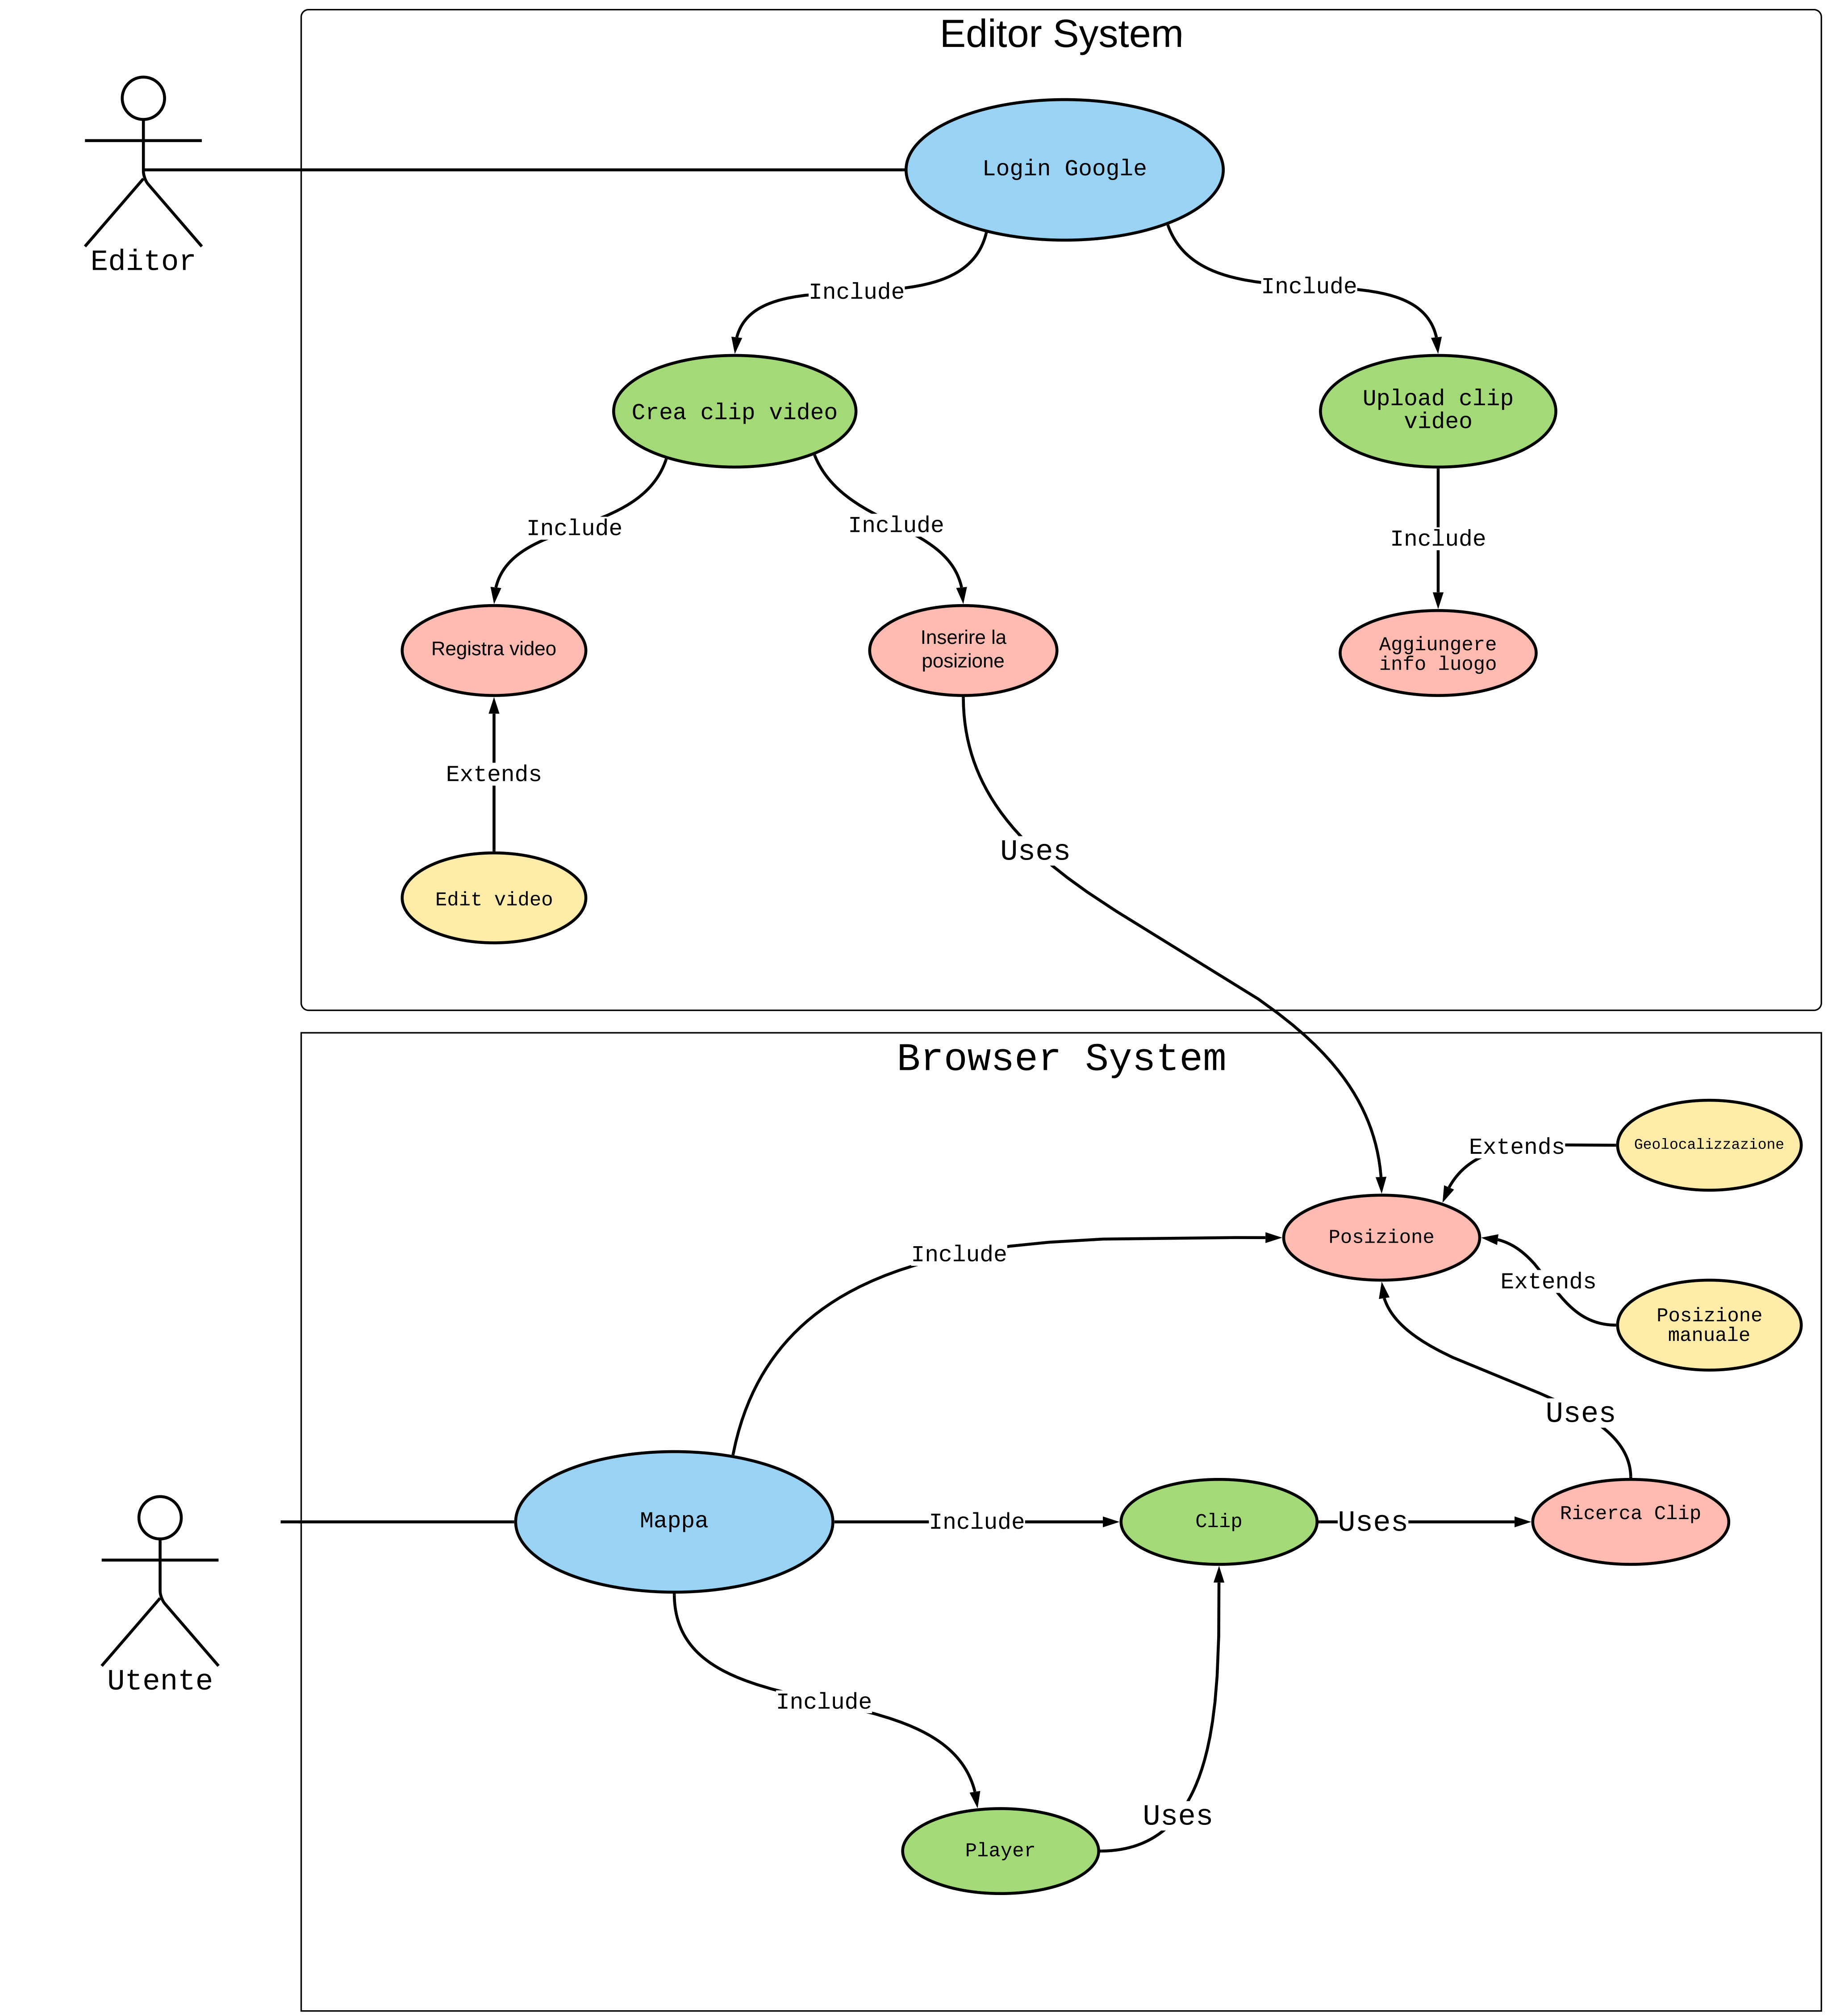 Editor System
Login Google
Editor
Include
Include
Crea clip video
Upload clip
video
Include
Include
Include
Registra video
Inserire la
posizione
Aggiungere
info luogo
Extends
Uses
Edit video
Browser System
Extends
Geolocalizzazione
Posizione
Include
Extends
Posizione
manuale
Uses
Mappa
Include
Clip
Uses
Ricerca Clip
Utente
Include
Uses
Player